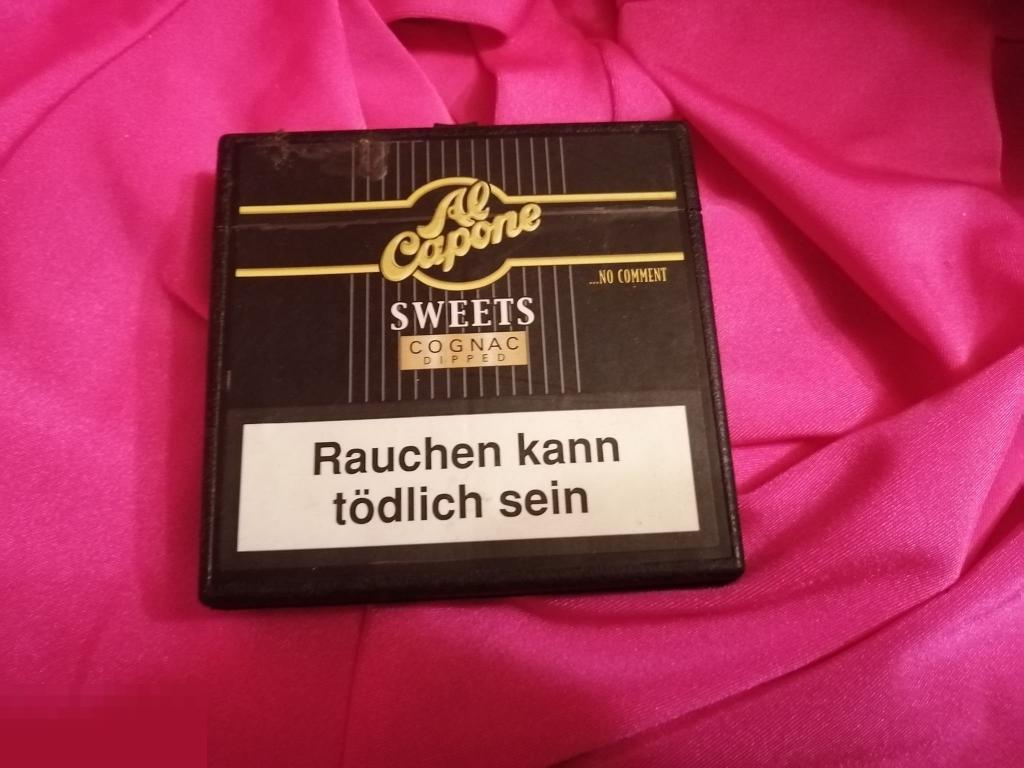 Al
Capone
...NO COMMENT
SWEETS
COGNAC
DIPPED
Rauchen kann
tödlich sein